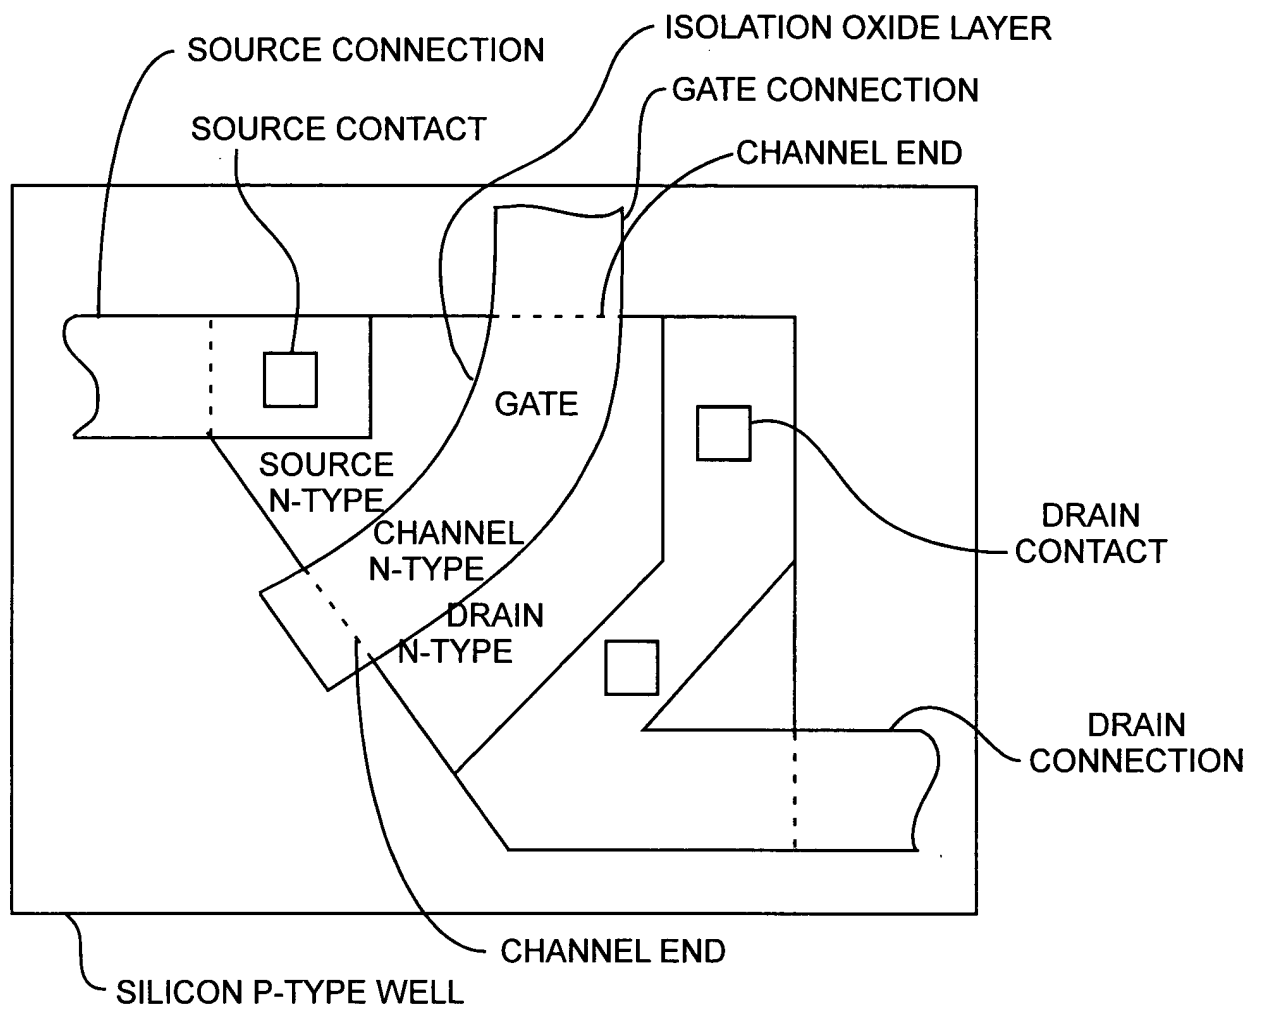 ISOLATION OXIDE LAYER
SOURCE CONNECTION
GATE CONNECTION
SOURCE CONTACT
CHANNEL END
GATE
SOURCE
N-TYPE
CHANNEL
N-TYPE
DRAIN
CONTACT
DRAIN
N-TYPE
DRAIN
CONNECTION
CHANNEL END
SILICON P-TYPE WELL